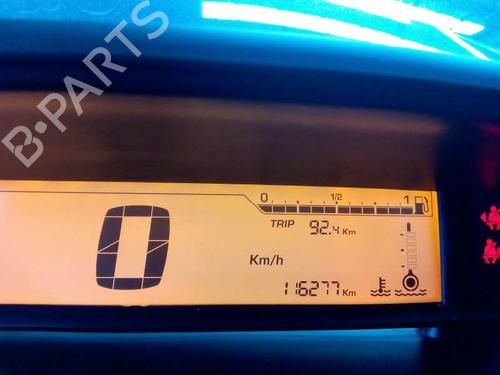 B-PARTS
0 1/2 1
TRIP 92.4 Km
0 Km/h
116277 Km